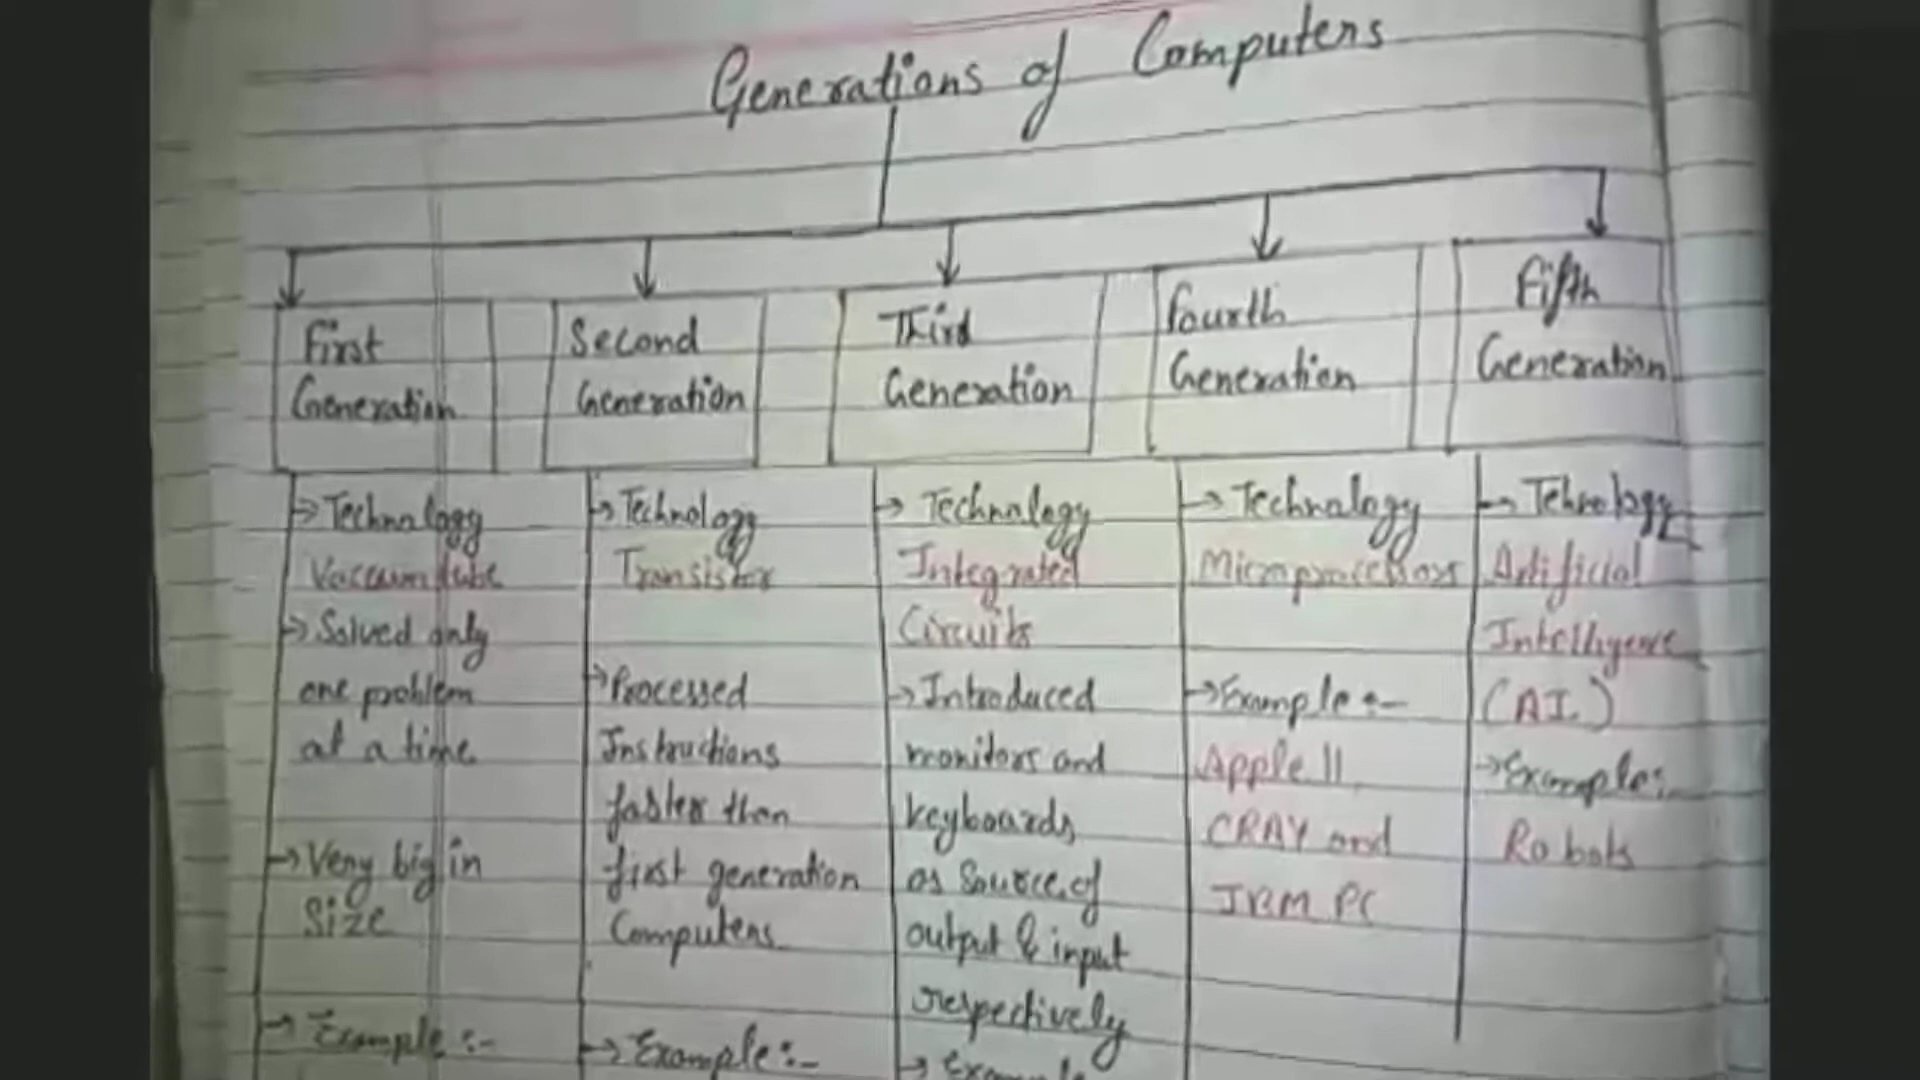 Generations of Computers
First
Generation
Second
Generation
Third
Generation
Fourth
Generation
Fifth
Generation
→ Technology
Vaccum tube
→ Solved only
one problem
at a time
→ Very big in
Size
→ Example :-
→ Technology
Transistor
→ Processed
Instructions
faster than
first generation
Computers
→ Example :-
→ Technology
Integrated
Circuits
→ Introduced
monitors and
keyboards
as Source of
output & input
respectively
→ Example
→ Technology
Microprocessors
→ Example :-
Apple II
CRAY and
IBM PC
→ Tehnology
Artificial
Intelligence
(AI)
→ Example:-
Robots